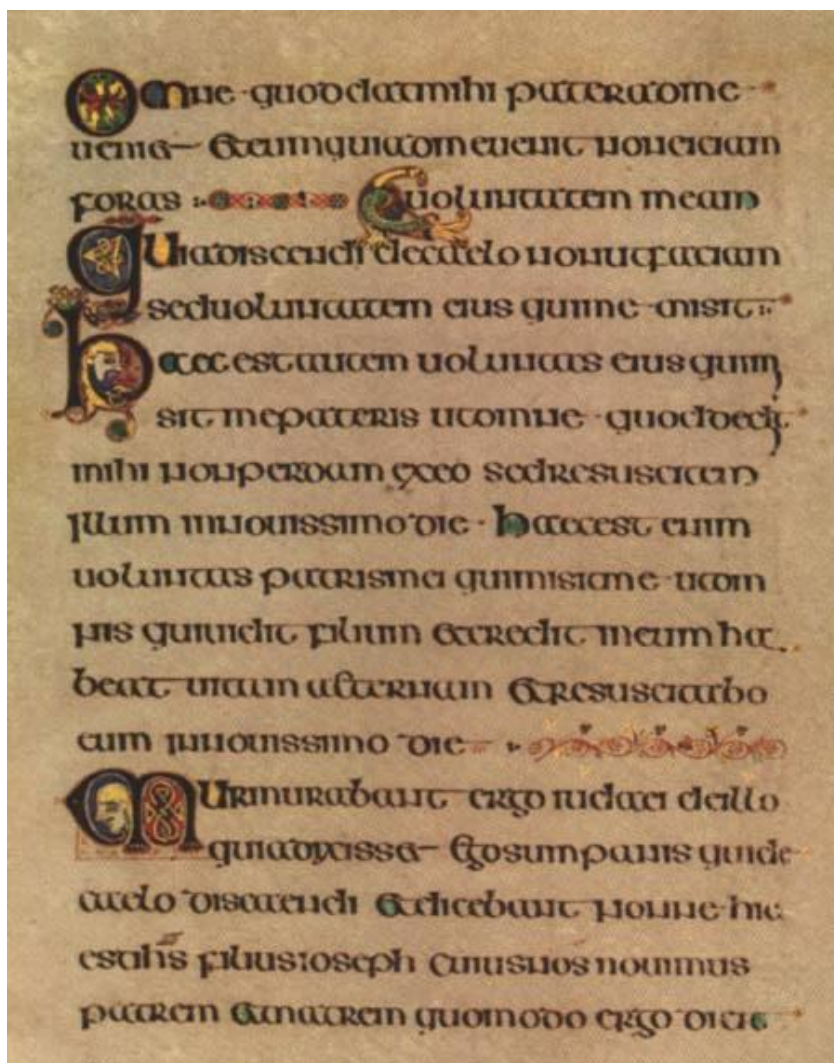 Omne · quod dat mihi pater ad me ·
ueniet Et eum qui ad me uenit non eiciam
foras : uoluntatem meam
Quia discendi de caelo non ut faciam
sed uoluntatem eius qui me misit :
haec est autem uoluntas eius qui mi
sit me pateris ut omne · quod dedit
mihi non perdam ex eo sed resuscitem
illum in nouissimo die · haec est enim
uoluntas patris mei qui misit me · ut om
nis qui uidit filium et credit in eum ha
beat uitam aeternam et resuscitabo
eum in nouissimo die
Murmurabant ergo iudaei de illo
quia dixisset Ego sum panis qui de
caelo discendi et dicebant nonne hic
est ihs filius ioseph cuius nos nouimus
patrem et matrem quomodo ergo dicit